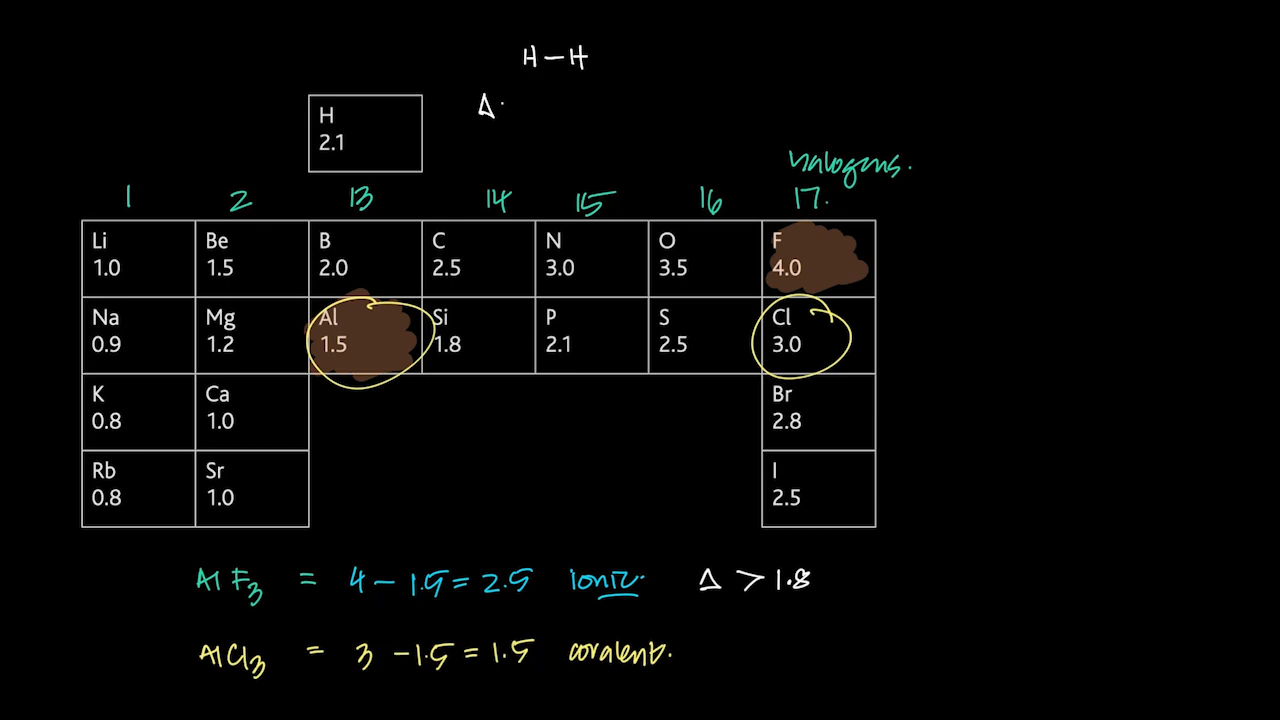 H – H
Δ.
H
2.1
halogens.
1 2 13 14 15 16 17.
Li Be B C N O F
1.0 1.5 2.0 2.5 3.0 3.5 4.0
Na Mg Al Si P S Cl
0.9 1.2 1.5 1.8 2.1 2.5 3.0
K Ca Br
0.8 1.0 2.8
Rb Sr I
0.8 1.0 2.5
AlF3 = 4 – 1.5 = 2.5 ionic. Δ > 1.8
AlCl3 = 3 – 1.5 = 1.5 covalent.